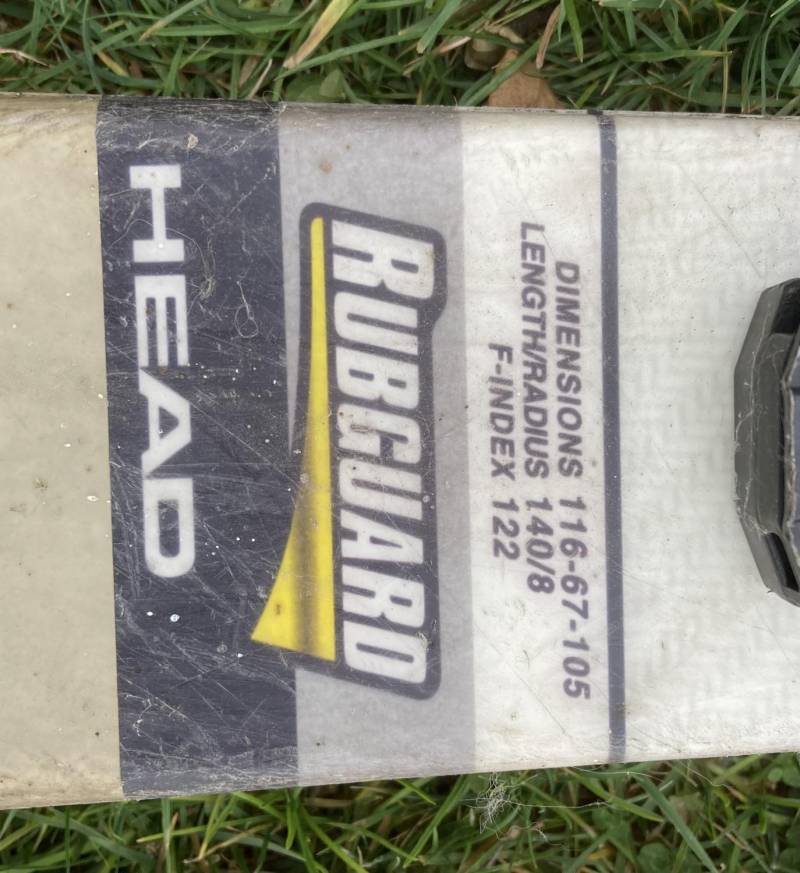 DIMENSIONS 116-67-105
LENGTH/RADIUS 140/8
F-INDEX 122
RUBGUARD
HEAD